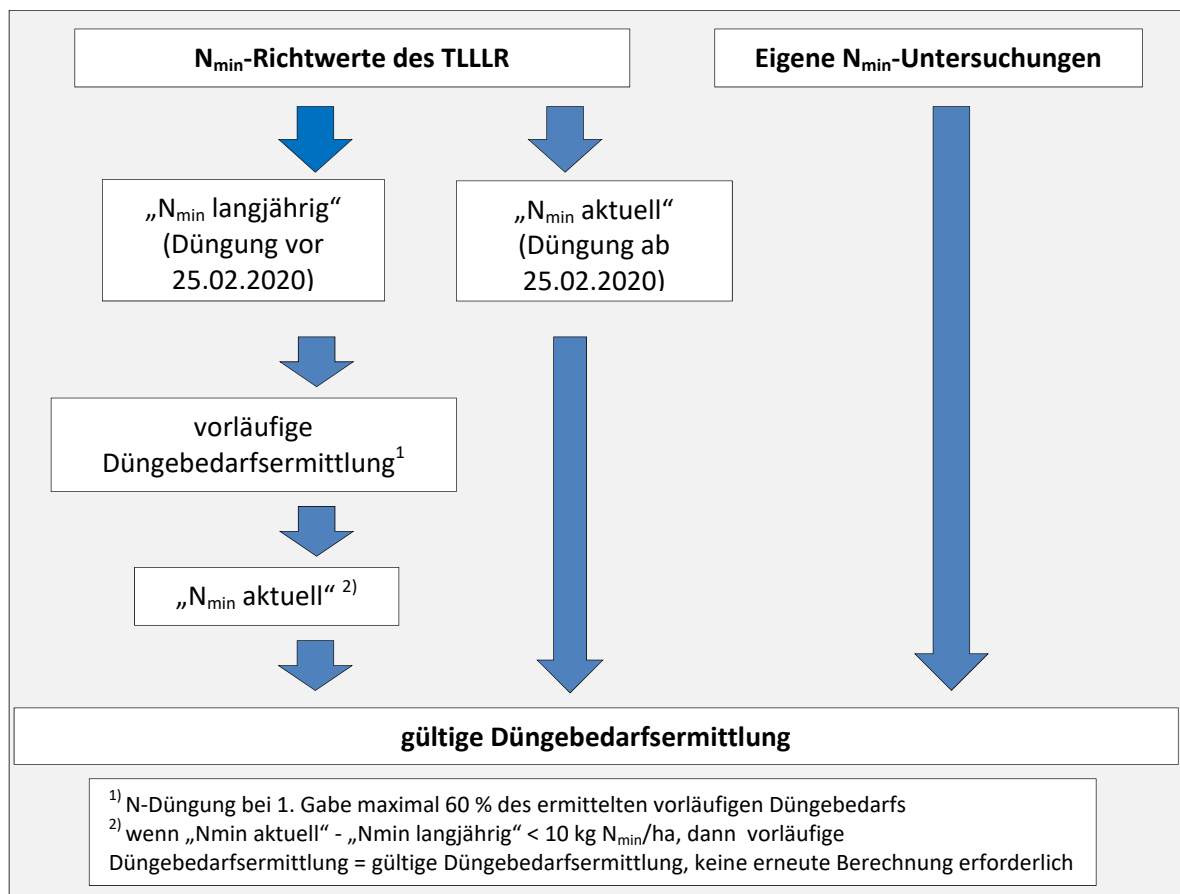 Nmin-Richtwerte des TLLLR
Eigene Nmin-Untersuchungen
„Nmin langjährig“
(Düngung vor
25.02.2020)
„Nmin aktuell“
(Düngung ab
25.02.2020)
vorläufige
Düngebedarfsermittlung1
„Nmin aktuell“ 2)
gültige Düngebedarfsermittlung
1) N-Düngung bei 1. Gabe maximal 60 % des ermittelten vorläufigen Düngebedarfs
2) wenn „Nmin aktuell“ - „Nmin langjährig“ < 10 kg Nmin/ha, dann vorläufige
Düngebedarfsermittlung = gültige Düngebedarfsermittlung, keine erneute Berechnung erforderlich